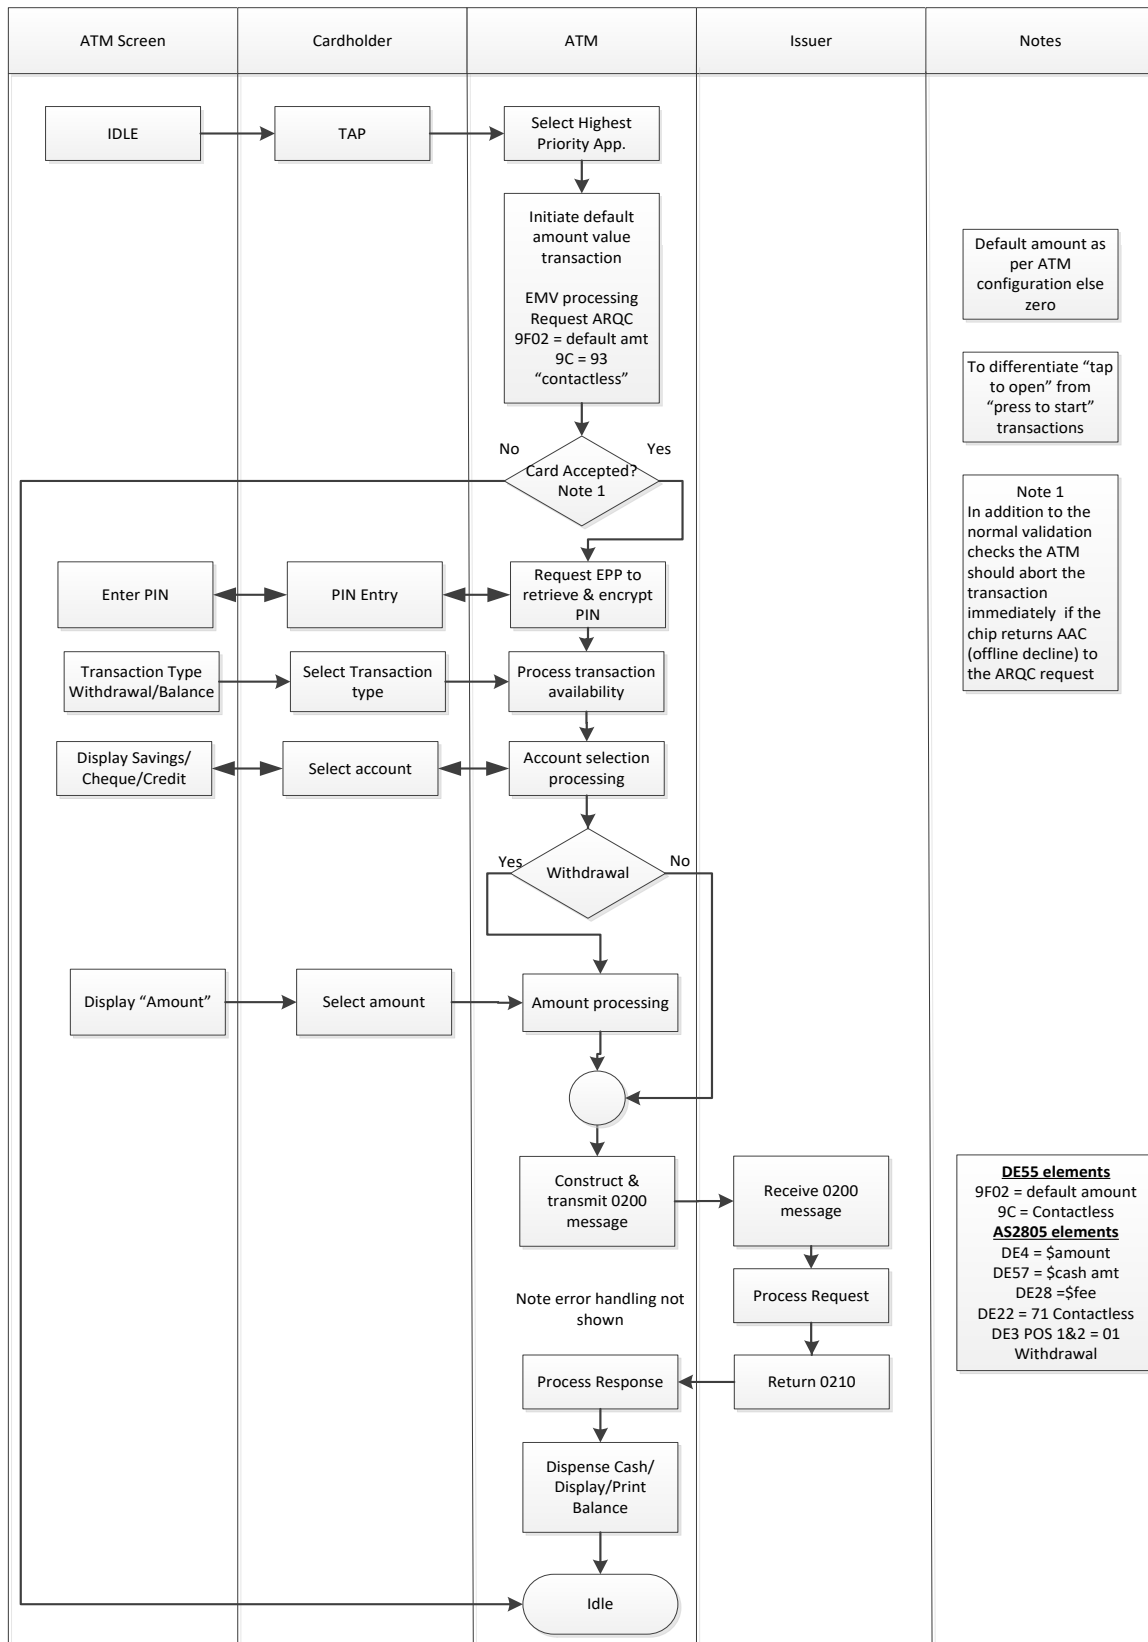 ATM Screen
Cardholder
ATM
Issuer
Notes
IDLE
TAP
Select Highest
Priority App.
Initiate default
amount value
transaction
EMV processing
Request ARQC
9F02 = default amt
9C = 93
“contactless”
Default amount as
per ATM
configuration else
zero
To differentiate “tap
to open” from
“press to start”
transactions
No
Yes
Card Accepted?
Note 1
Note 1
In addition to the
normal validation
checks the ATM
should abort the
transaction
immediately if the
chip returns AAC
(offline decline) to
the ARQC request
Enter PIN
PIN Entry
Request EPP to
retrieve & encrypt
PIN
Transaction Type
Withdrawal/Balance
Select Transaction
type
Process transaction
availability
Display Savings/
Cheque/Credit
Select account
Account selection
processing
Yes
No
Withdrawal
Display “Amount”
Select amount
Amount processing
Construct &
transmit 0200
message
Receive 0200
message
DE55 elements
9F02 = default amount
9C = Contactless
AS2805 elements
DE4 = $amount
DE57 = $cash amt
DE28 =$fee
DE22 = 71 Contactless
DE3 POS 1&2 = 01
Withdrawal
Process Request
Note error handling not
shown
Process Response
Return 0210
Dispense Cash/
Display/Print
Balance
Idle